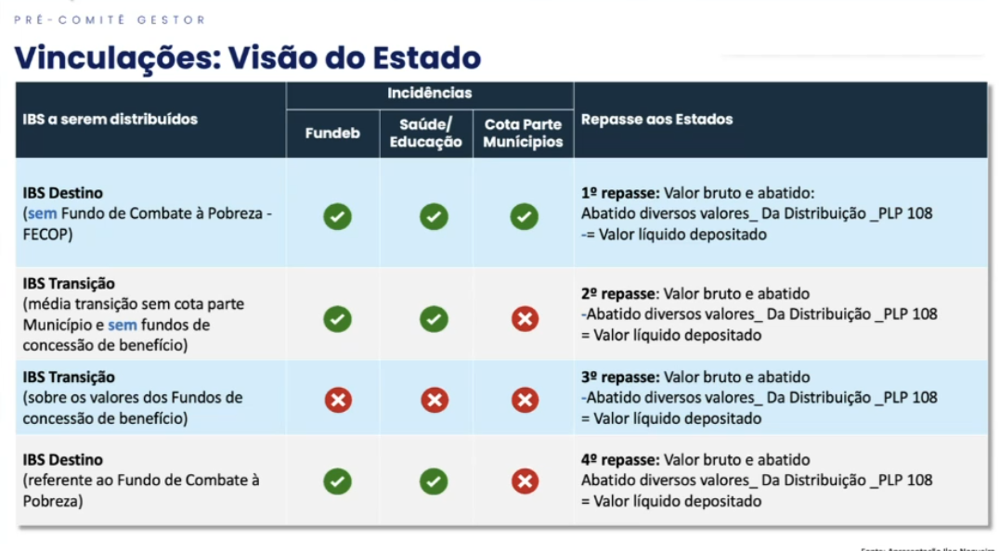 PRÉ-COMITÊ GESTOR
Vinculações: Visão do Estado
IBS a serem distribuídos
Incidências
Fundeb
Saúde/
Educação
Cota Parte
Munícipios
Repasse aos Estados
IBS Destino
(sem Fundo de Combate à Pobreza -
FECOP)
1º repasse: Valor bruto e abatido:
Abatido diversos valores_ Da Distribuição _PLP 108
-= Valor líquido depositado
IBS Transição
(média transição sem cota parte
Município e sem fundos de
concessão de benefício)
2º repasse: Valor bruto e abatido
-Abatido diversos valores_ Da Distribuição _PLP 108
= Valor líquido depositado
IBS Transição
(sobre os valores dos Fundos de
concessão de benefício)
3º repasse: Valor bruto e abatido
-Abatido diversos valores_ Da Distribuição _PLP 108
= Valor líquido depositado
IBS Destino
(referente ao Fundo de Combate à
Pobreza)
4º repasse: Valor bruto e abatido
Abatido diversos valores_ Da Distribuição _PLP 108
= Valor líquido depositado